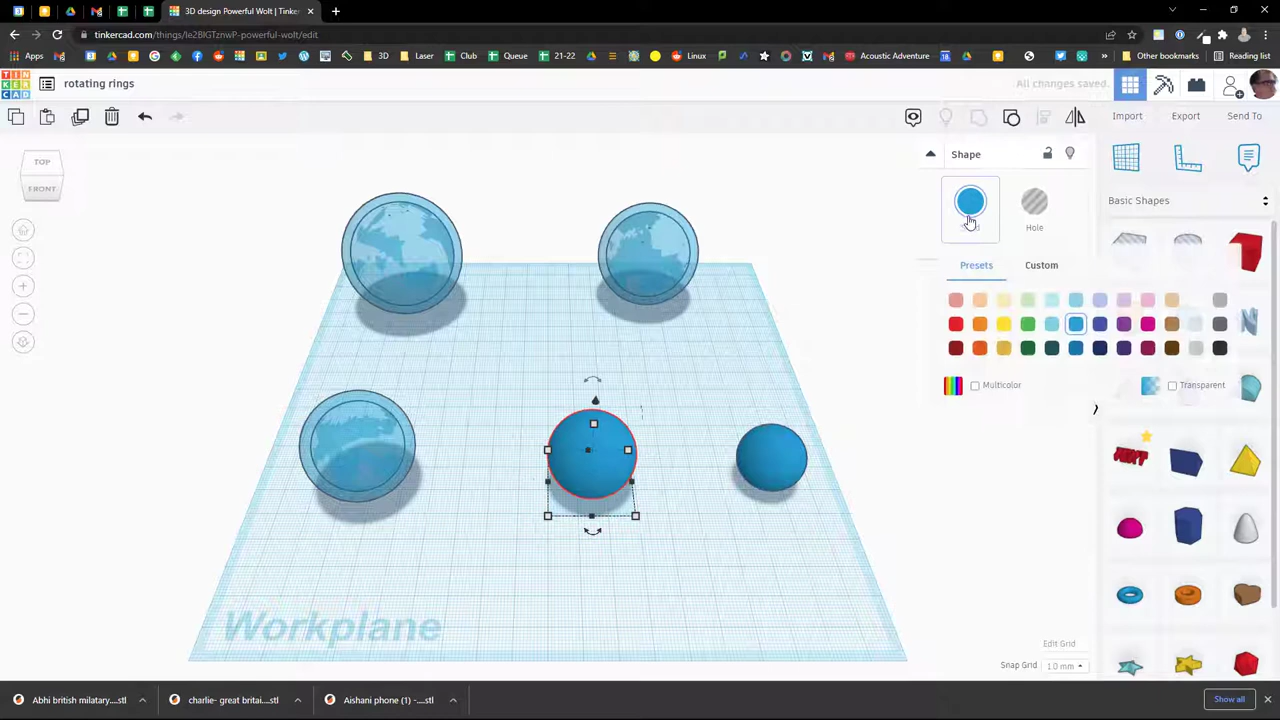 3D design Powerful Wolt | Tinker
tinkercad.com/things/le2BlGTznwP-powerful-wolt/edit
Apps
3D
Laser
Club
Queue
21-22
Linux
Acoustic Adventure
Other bookmarks
Reading list
TIN
KER
CAD
rotating rings
All changes saved.
Import
Export
Send To
TOP
FRONT
Shape
Hole
Basic Shapes
Presets
Custom
Multicolor
Transparent
Workplane
Edit Grid
Snap Grid
1.0 mm
Abhi british milatary....stl
charlie- great britai....stl
Aishani phone (1) -....stl
Show all